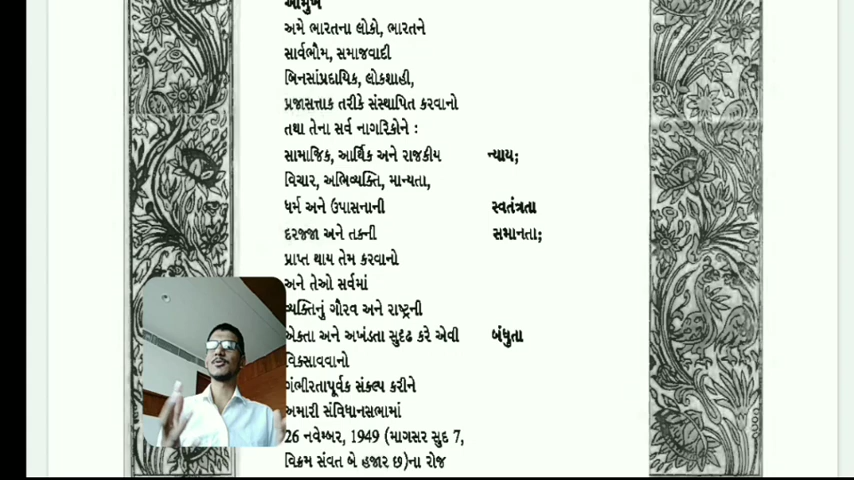 આમુખ
અમે ભારતના લોકો, ભારતને
સાર્વભૌમ, સમાજવાદી
બિનસાંપ્રદાયિક, લોકશાહી,
પ્રજાસત્તાક તરીકે સંસ્થાપિત કરવાનો
તથા તેના સર્વ નાગરિકોને :
સામાજિક, આર્થિક અને રાજકીય ન્યાય;
વિચાર, અભિવ્યક્તિ, માન્યતા,
ધર્મ અને ઉપાસનાની સ્વતંત્રતા
દરજ્જા અને તકની સમાનતા;
પ્રાપ્ત થાય તેમ કરવાનો
અને તેઓ સર્વમાં
વ્યક્તિનું ગૌરવ અને રાષ્ટ્રની
એકતા અને અખંડતા સુદૃઢ કરે એવી બંધુતા
વિકસાવવાનો
ગંભીરતાપૂર્વક સંકલ્પ કરીને
અમારી સંવિધાનસભામાં
26 નવેમ્બર, 1949 (માગસર સુદ 7,
વિક્રમ સંવત બે હજાર છ)ના રોજ